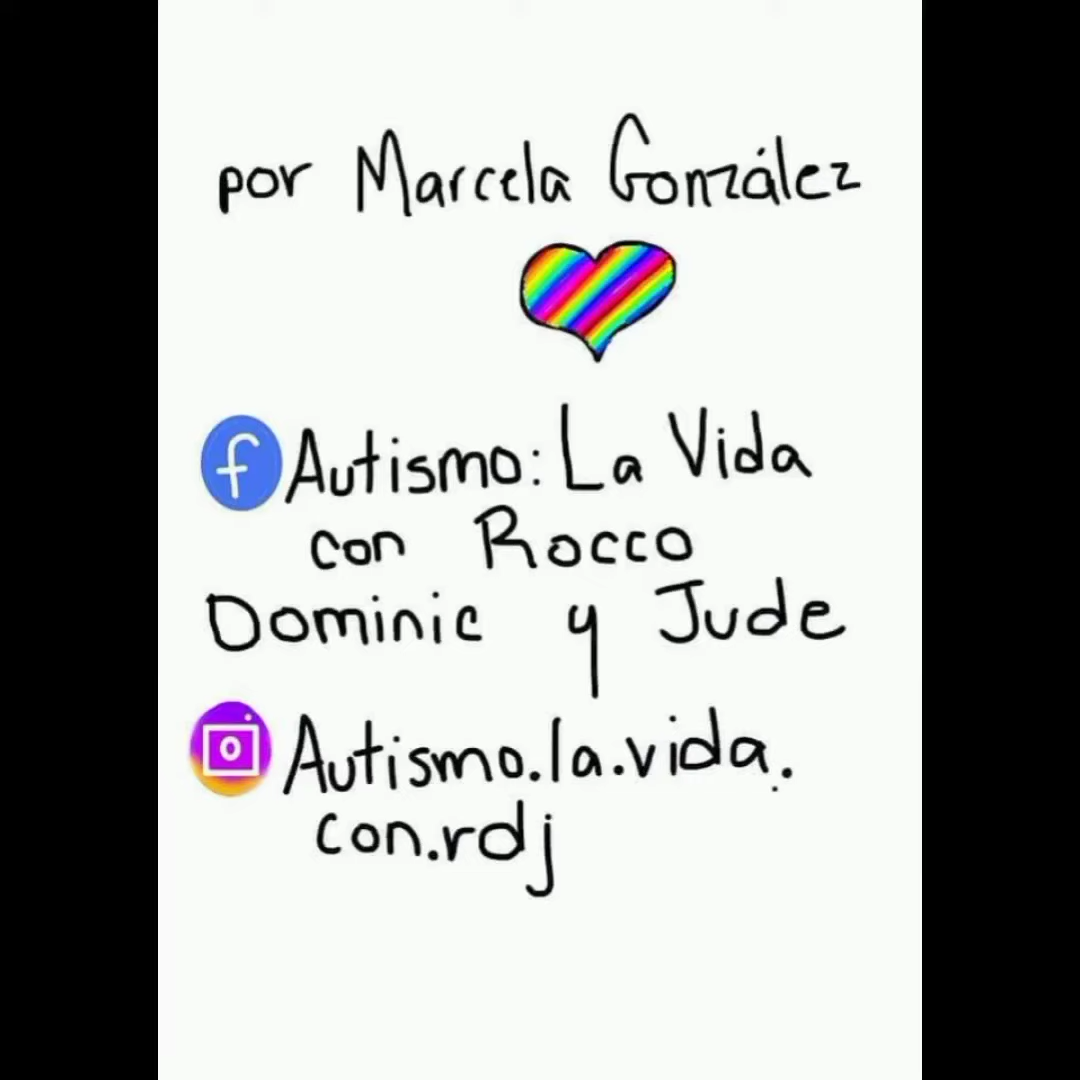 por Marcela González
Autismo: La Vida
con Rocco
Dominic y Jude
Autismo.la.vida.
con.rdj